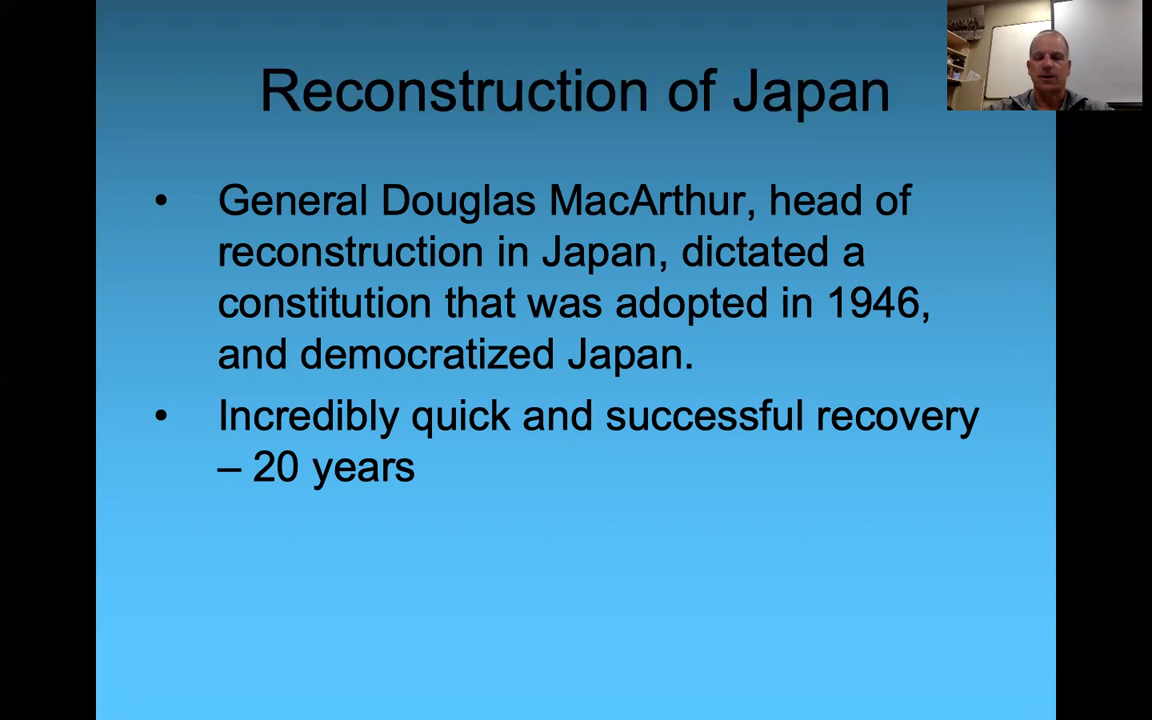 Reconstruction of Japan
• General Douglas MacArthur, head of
reconstruction in Japan, dictated a
constitution that was adopted in 1946,
and democratized Japan.
• Incredibly quick and successful recovery
– 20 years